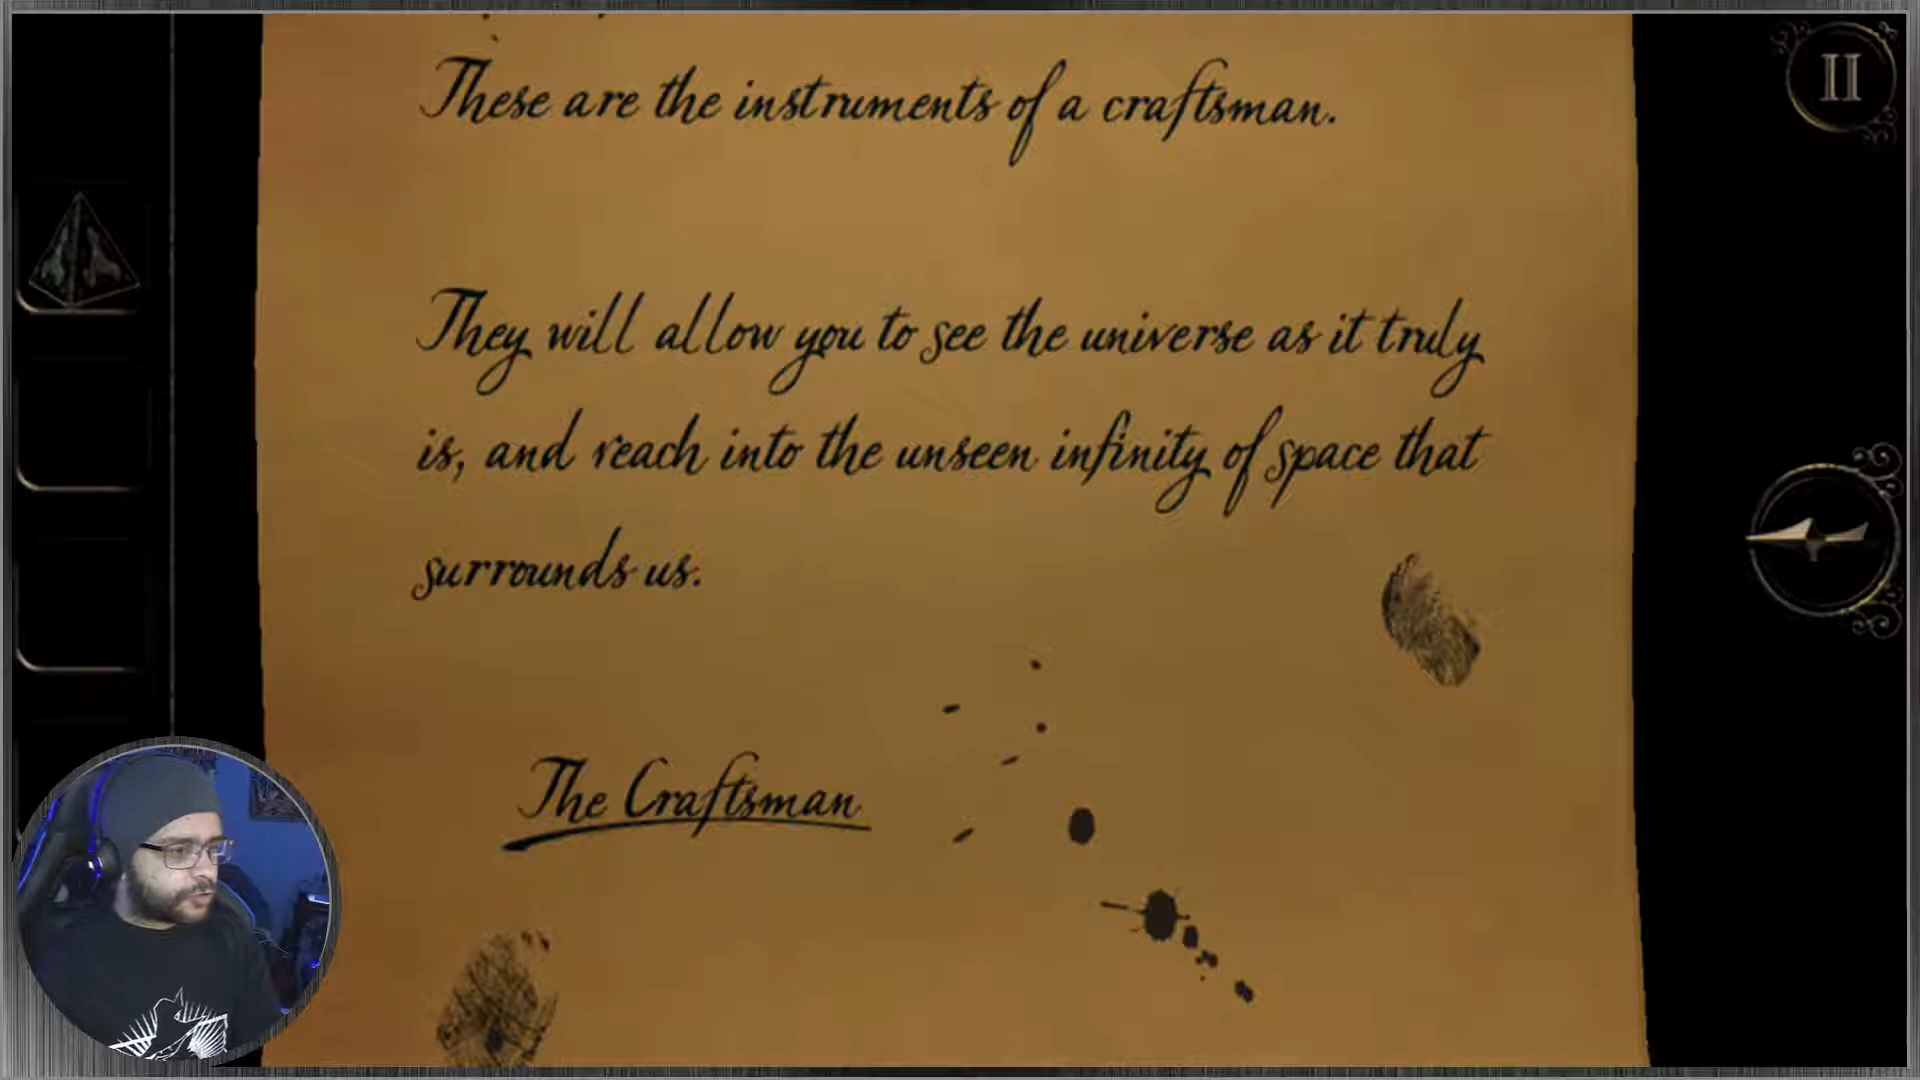 These are the instruments of a craftsman.
They will allow you to see the universe as it truly
is, and reach into the unseen infinity of space that
surrounds us.
The Craftsman